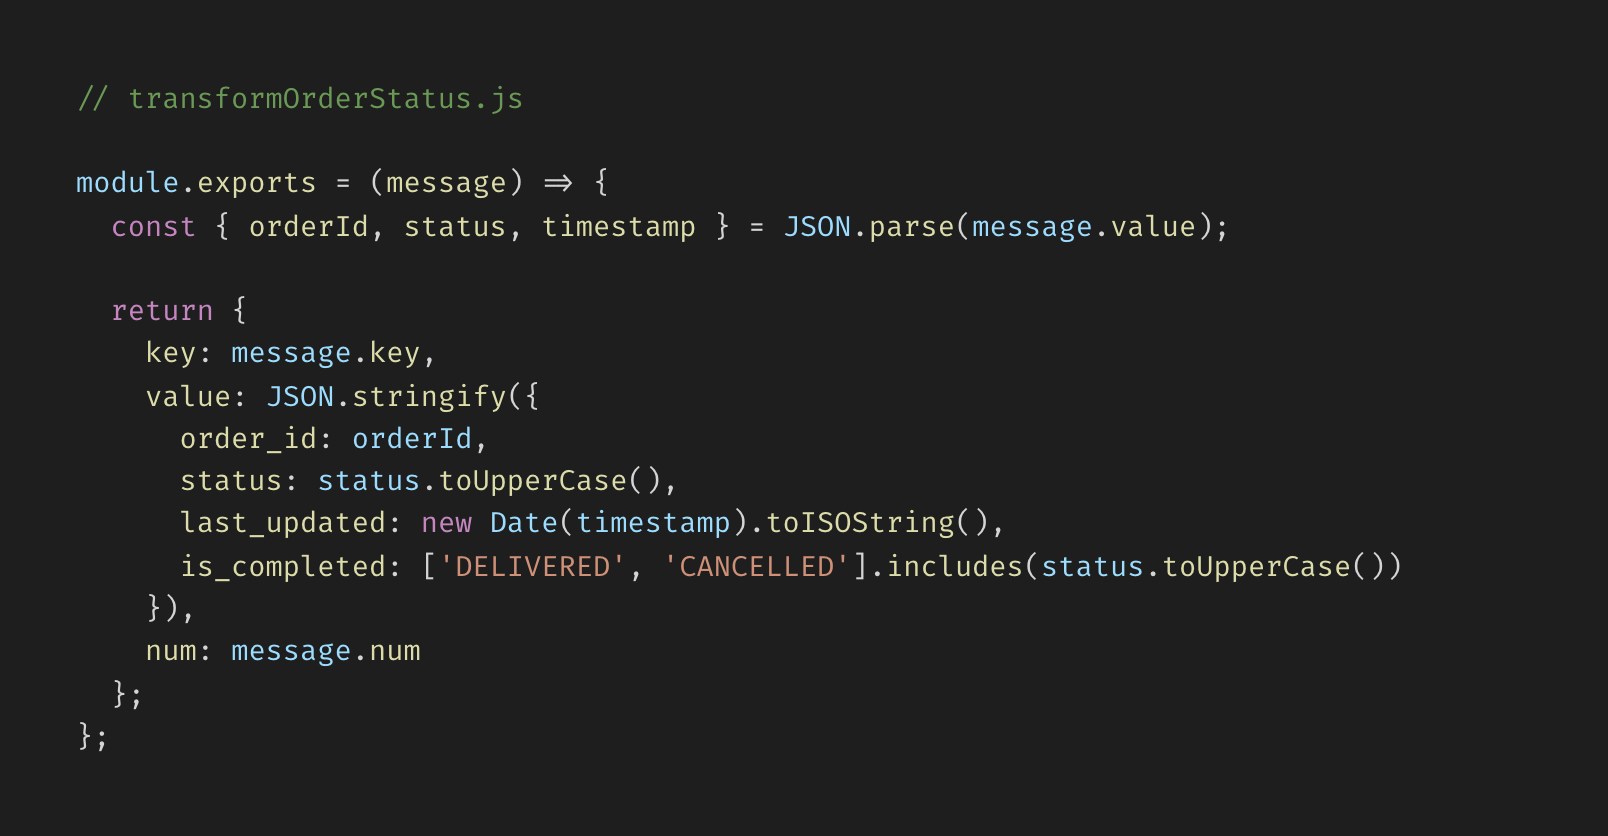 // transformOrderStatus.js
module.exports = (message) => {
  const { orderId, status, timestamp } = JSON.parse(message.value);
  return {
    key: message.key,
    value: JSON.stringify({
      order_id: orderId,
      status: status.toUpperCase(),
      last_updated: new Date(timestamp).toISOString(),
      is_completed: ['DELIVERED', 'CANCELLED'].includes(status.toUpperCase())
    }),
    num: message.num
  };
};